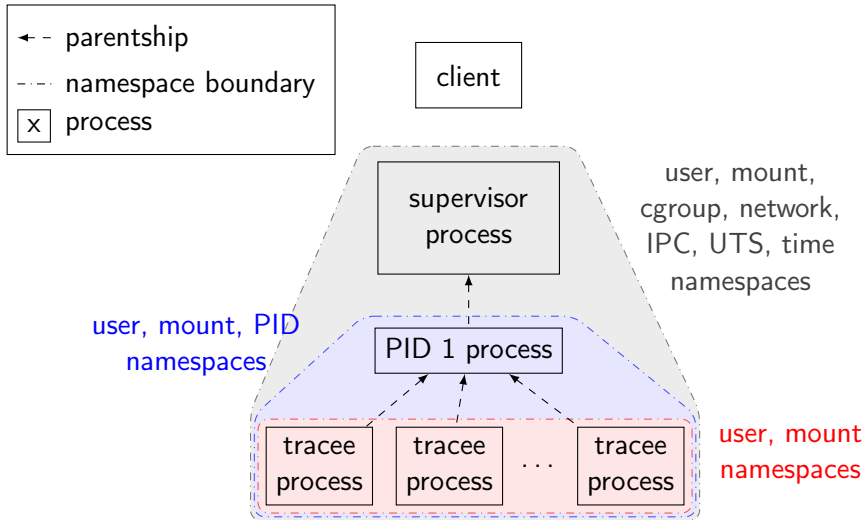 parentship
namespace boundary
x process
client
supervisor
process
user, mount,
cgroup, network,
IPC, UTS, time
namespaces
user, mount, PID
namespaces
PID 1 process
tracee
process
tracee
process
. . .
tracee
process
user, mount
namespaces